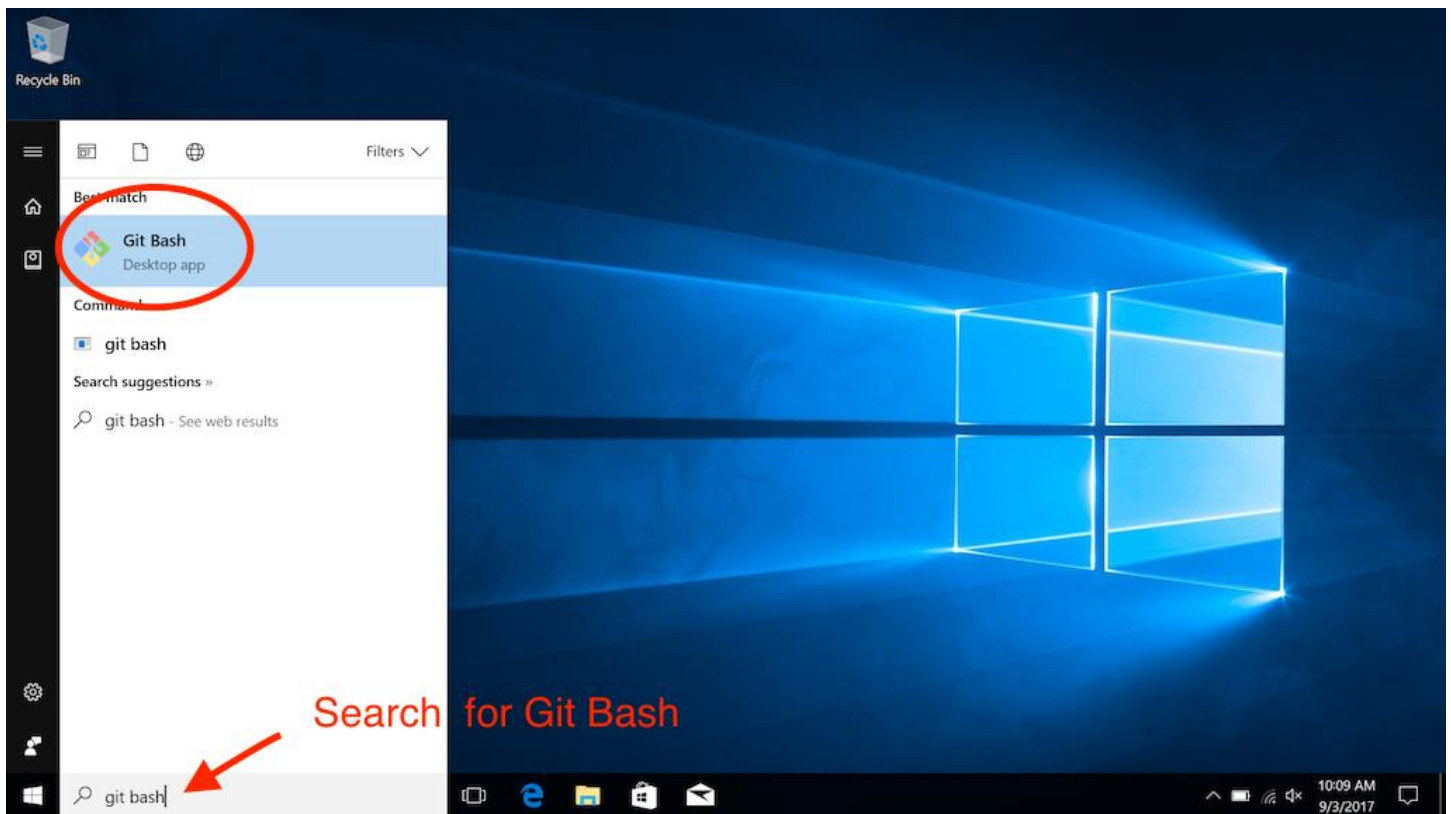 Recycle Bin
Filters
Best match
Git Bash
Desktop app
Command
git bash
Search suggestions »
git bash - See web results
Search for Git Bash
git bash
10:09 AM
9/3/2017